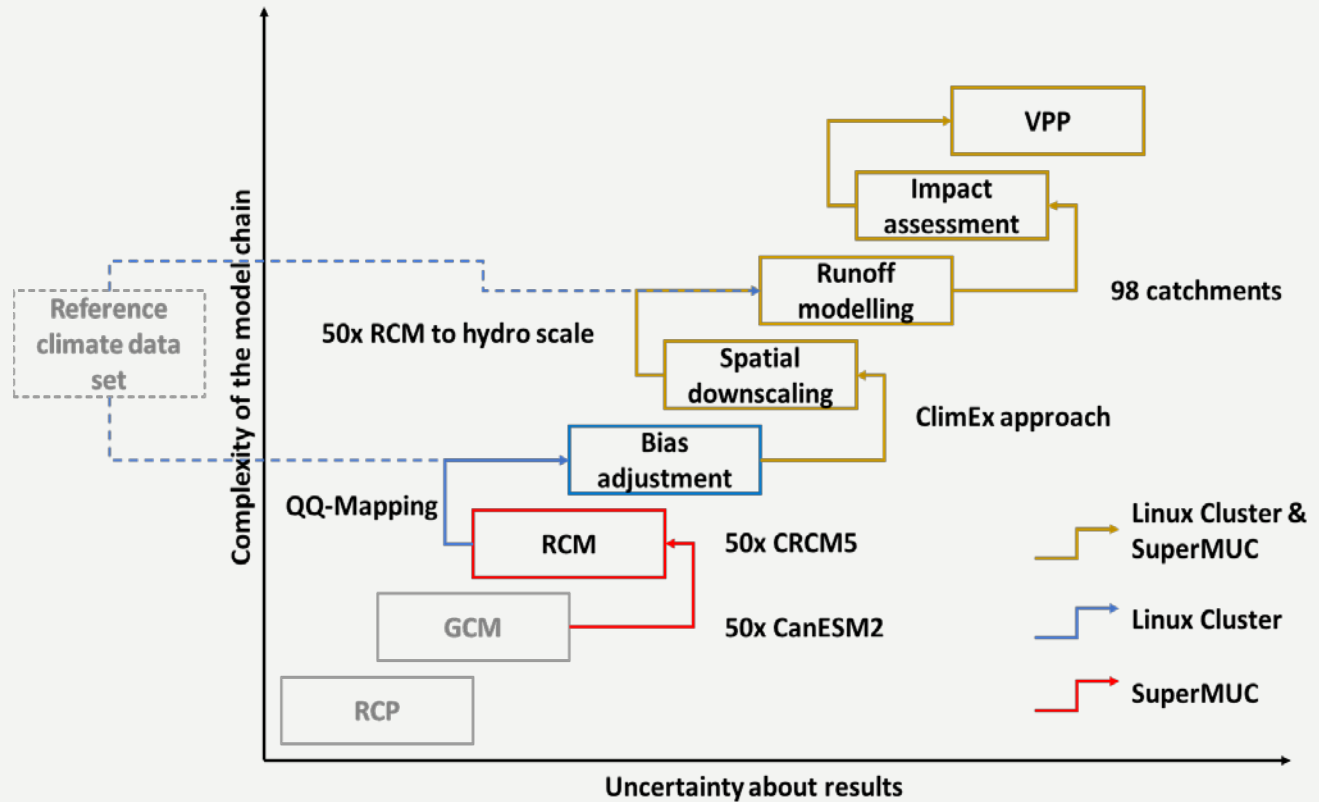 Complexity of the model chain
VPP
Impact
assessment
Runoff
modelling
98 catchments
Reference
climate data
set
50x RCM to hydro scale
Spatial
downscaling
ClimEx approach
Bias
adjustment
QQ-Mapping
RCM
50x CRCM5
GCM
50x CanESM2
RCP
Linux Cluster &
SuperMUC
Linux Cluster
SuperMUC
Uncertainty about results